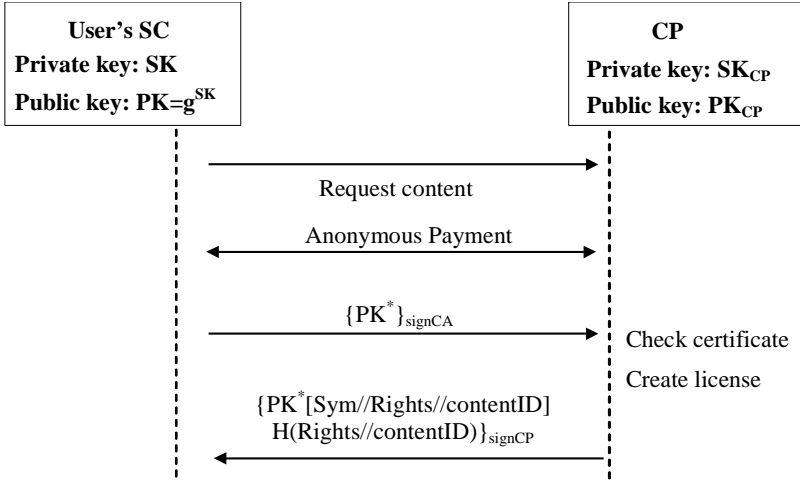 User's SC
Private key: SK
Public key: PK=g^SK
CP
Private key: SK_CP
Public key: PK_CP
Request content
Anonymous Payment
{PK^*}_signCA
Check certificate
Create license
{PK^*[Sym//Rights//contentID]
H(Rights//contentID)}_signCP